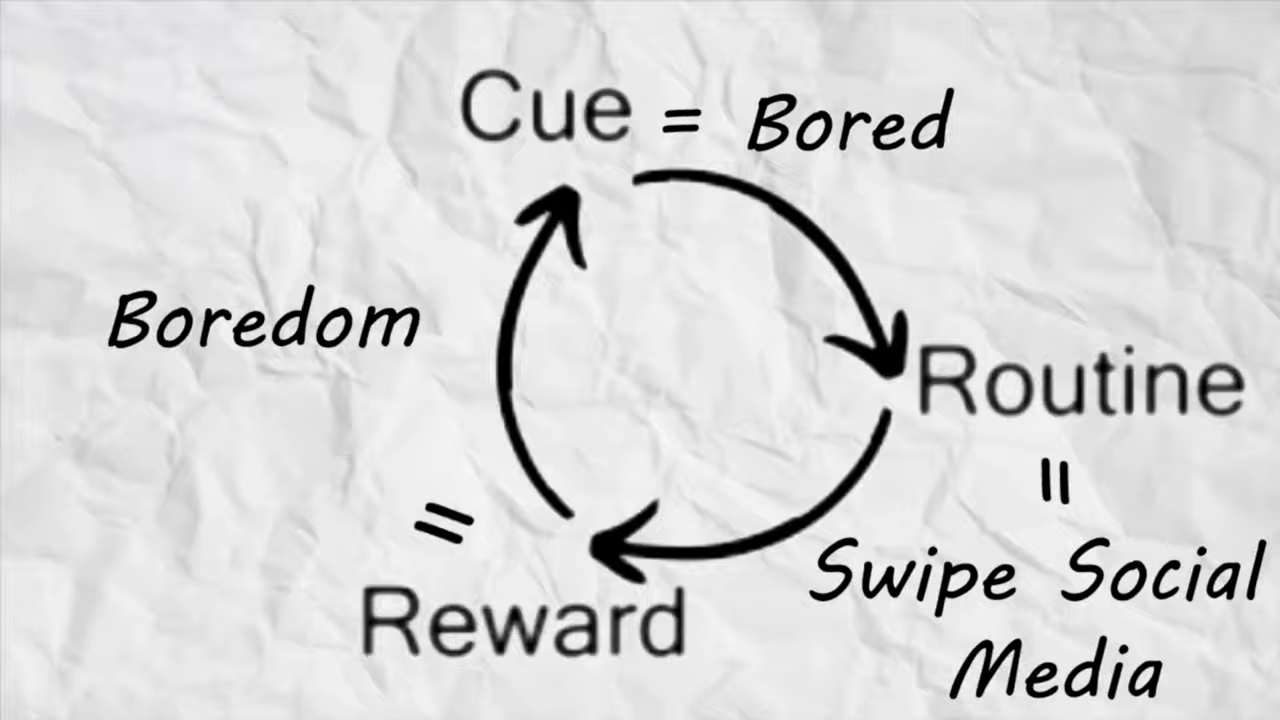 Cue = Bored
Boredom
Routine
=
Swipe Social
Media
=
Reward